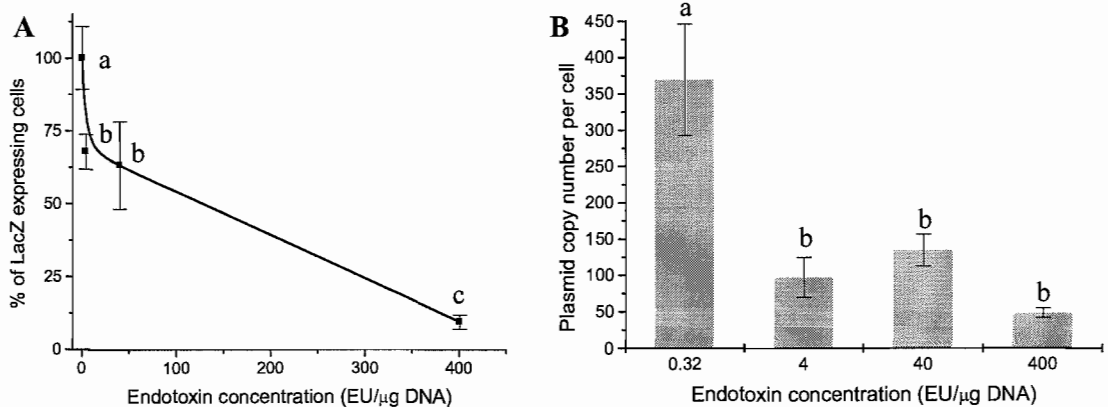 A
% of LacZ expressing cells
100
75
50
25
0
a
b
b
c
0
100
200
300
400
Endotoxin concentration (EU/µg DNA)
B
Plasmid copy number per cell
450
400
350
300
250
200
150
100
50
0
a
b
b
b
0.32
4
40
400
Endotoxin concentration (EU/µg DNA)